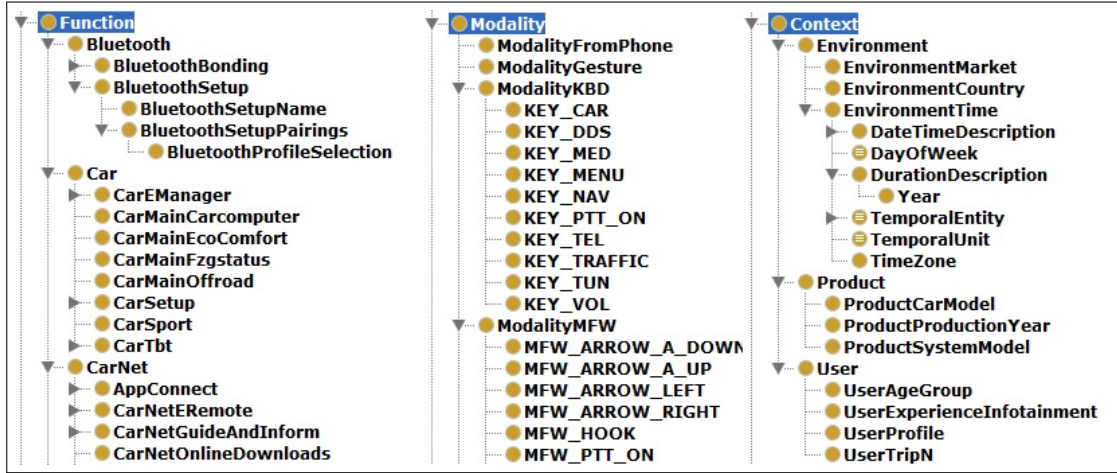 Function
Bluetooth
BluetoothBonding
BluetoothSetup
BluetoothSetupName
BluetoothSetupPairings
BluetoothProfileSelection
Car
CarEManager
CarMainCarcomputer
CarMainEcoComfort
CarMainFzgstatus
CarMainOffroad
CarSetup
CarSport
CarTbt
CarNet
AppConnect
CarNetERemote
CarNetGuideAndInform
CarNetOnlineDownloads
Modality
ModalityFromPhone
ModalityGesture
ModalityKBD
KEY_CAR
KEY_DDS
KEY_MED
KEY_MENU
KEY_NAV
KEY_PTT_ON
KEY_TEL
KEY_TRAFFIC
KEY_TUN
KEY_VOL
ModalityMFW
MFW_ARROW_A_DOWN
MFW_ARROW_A_UP
MFW_ARROW_LEFT
MFW_ARROW_RIGHT
MFW_HOOK
MFW_PTT_ON
Context
Environment
EnvironmentMarket
EnvironmentCountry
EnvironmentTime
DateTimeDescription
DayOfWeek
DurationDescription
Year
TemporalEntity
TemporalUnit
TimeZone
Product
ProductCarModel
ProductProductionYear
ProductSystemModel
User
UserAgeGroup
UserExperienceInfotainment
UserProfile
UserTripN